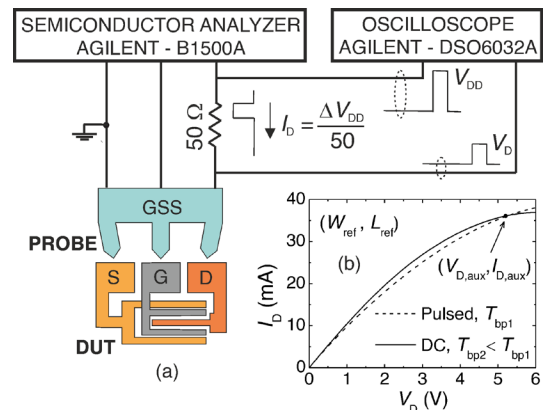 SEMICONDUCTOR ANALYZER
AGILENT - B1500A
OSCILLOSCOPE
AGILENT - DSO6032A
V_DD
50 Ω
I_D = ΔV_DD / 50
V_D
GSS
PROBE
S G D
DUT
(a)
(W_ref , L_ref)
(b)
(V_D,aux, I_D,aux)
Pulsed, T_bp1
DC, T_bp2 < T_bp1
I_D (mA)
40
30
20
10
0
0 1 2 3 4 5 6
V_D (V)